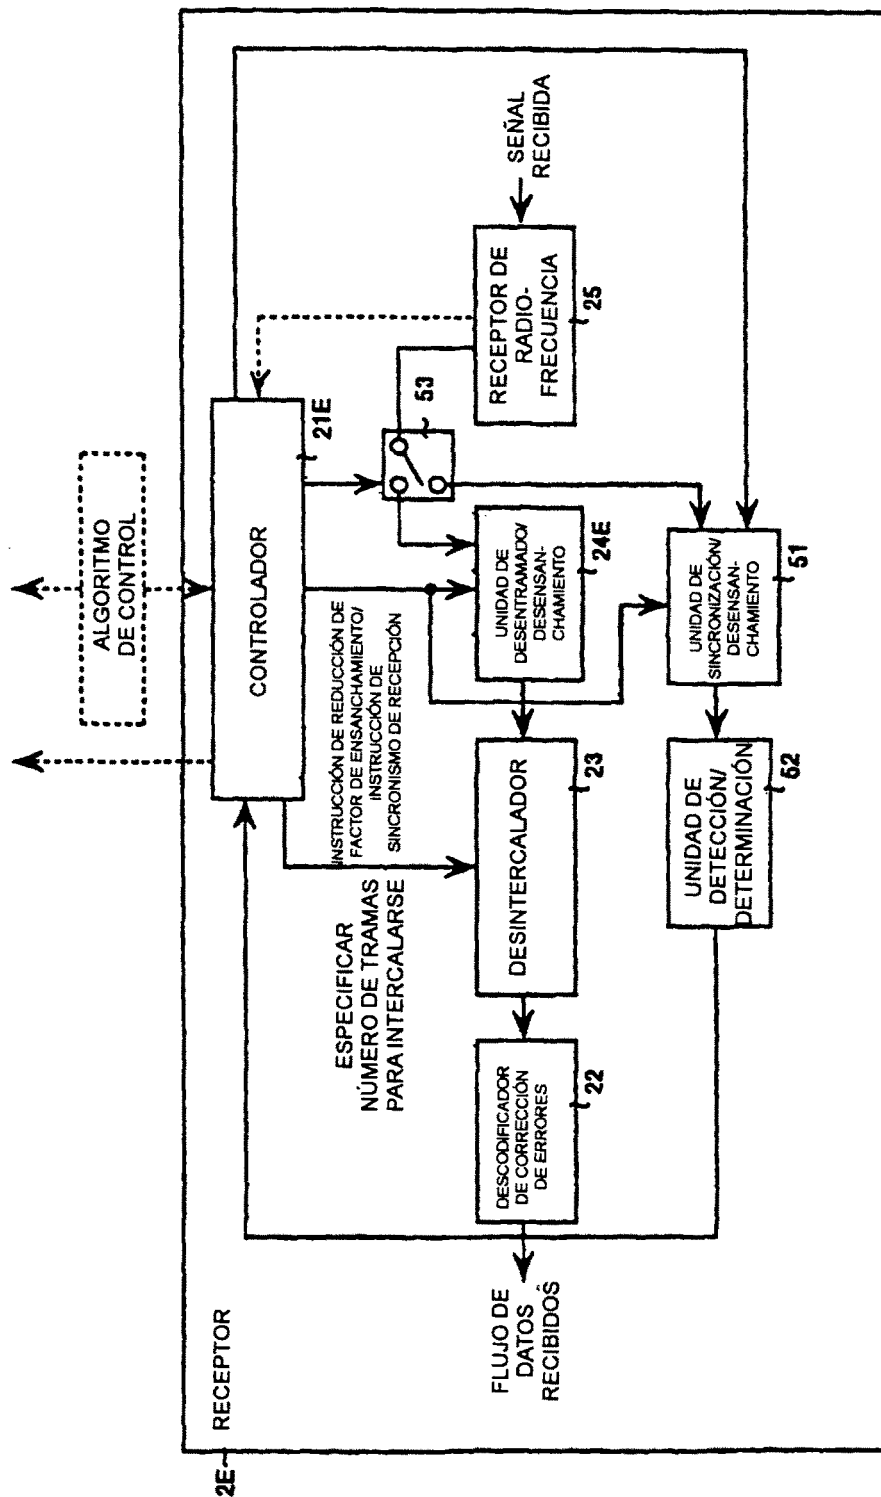 ALGORITMO
DE CONTROL
2E
RECEPTOR
CONTROLADOR
21E
ESPECIFICAR
NÚMERO DE TRAMAS
PARA INTERCALARSE
INSTRUCCIÓN DE REDUCCIÓN DE
FACTOR DE ENSANCHAMIENTO/
INSTRUCCIÓN DE
SINCRONISMO DE RECEPCIÓN
53
FLUJO DE
DATOS
RECIBIDOS
DESCODIFICADOR
DE CORRECCIÓN
DE ERRORES
22
DESINTERCALADOR
23
UNIDAD DE
DESENTRAMADO/
DESENSAN-
CHAMIENTO
24E
RECEPTOR DE
RADIO-
FRECUENCIA
25
SEÑAL
RECIBIDA
UNIDAD DE
DETECCIÓN/
DETERMINACIÓN
52
UNIDAD DE
SINCRONIZACIÓN/
DESENSAN-
CHAMIENTO
51